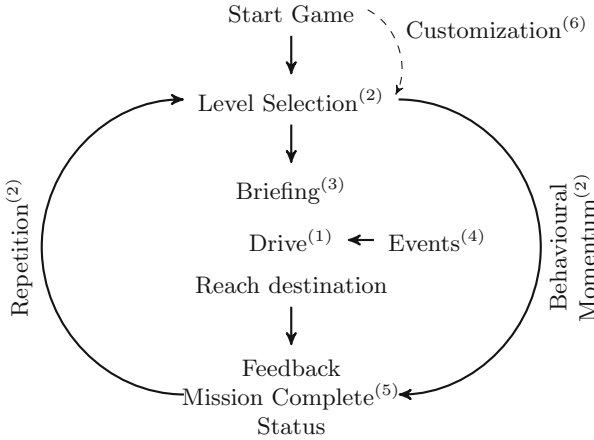 Start Game
Customization(6)
Level Selection(2)
Briefing(3)
Drive(1)
Events(4)
Reach destination
Feedback
Mission Complete(5)
Status
Repetition(2)
Behavioural
Momentum(2)